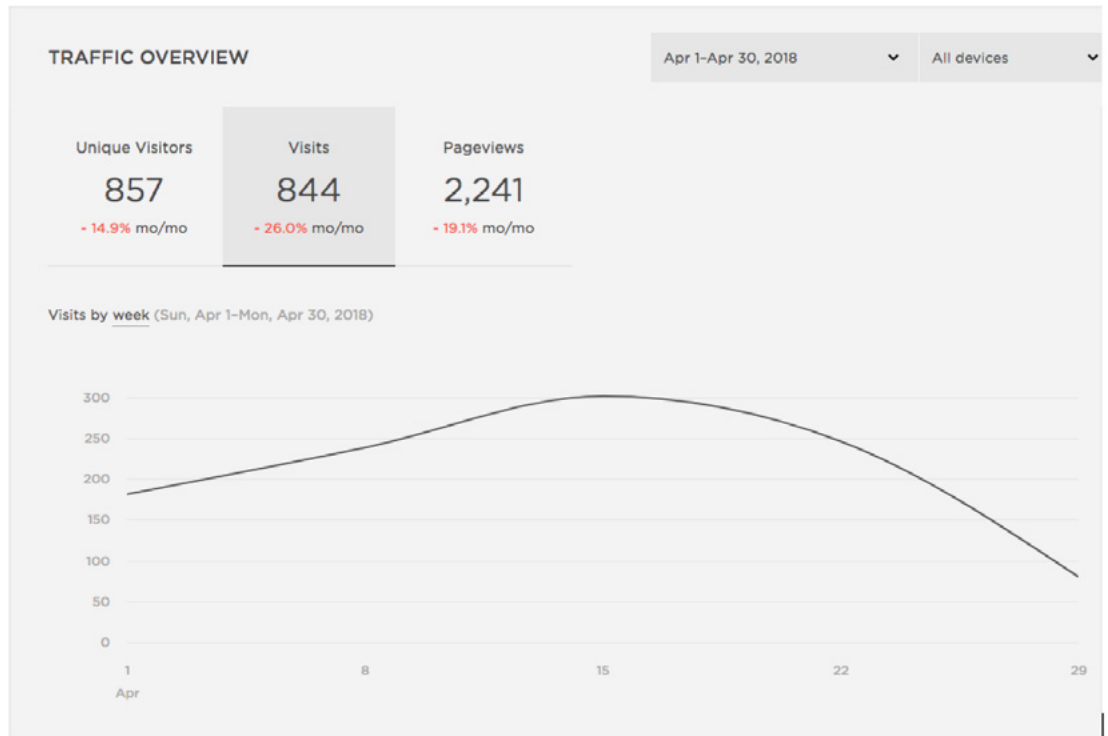 TRAFFIC OVERVIEW
Apr 1–Apr 30, 2018
All devices
Unique Visitors
857
- 14.9% mo/mo
Visits
844
- 26.0% mo/mo
Pageviews
2,241
- 19.1% mo/mo
Visits by week (Sun, Apr 1–Mon, Apr 30, 2018)
300
250
200
150
100
50
0
1 8 15 22 29
Apr